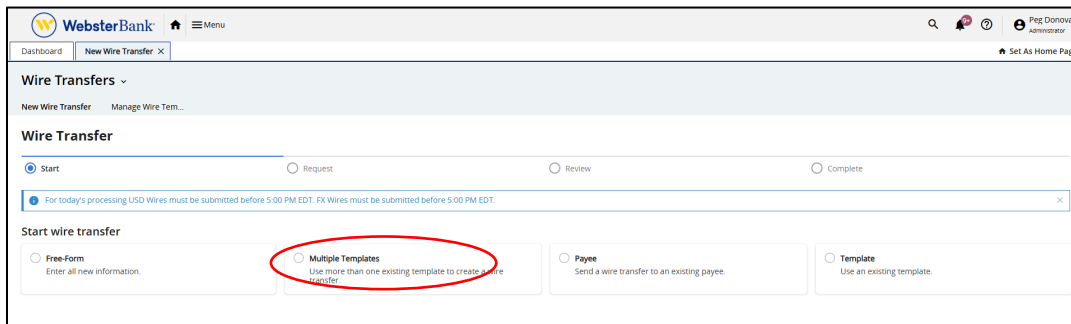 WebsterBank Menu 9+ Peg Donova
Administrator
Dashboard New Wire Transfer × Set As Home Pag
Wire Transfers
New Wire Transfer Manage Wire Tem...
Wire Transfer
Start Request Review Complete
For today's processing USD Wires must be submitted before 5:00 PM EDT. FX Wires must be submitted before 5:00 PM EDT.
Start wire transfer
Free-Form
Enter all new information.
Multiple Templates
Use more than one existing template to create a wire
transfer.
Payee
Send a wire transfer to an existing payee.
Template
Use an existing template.